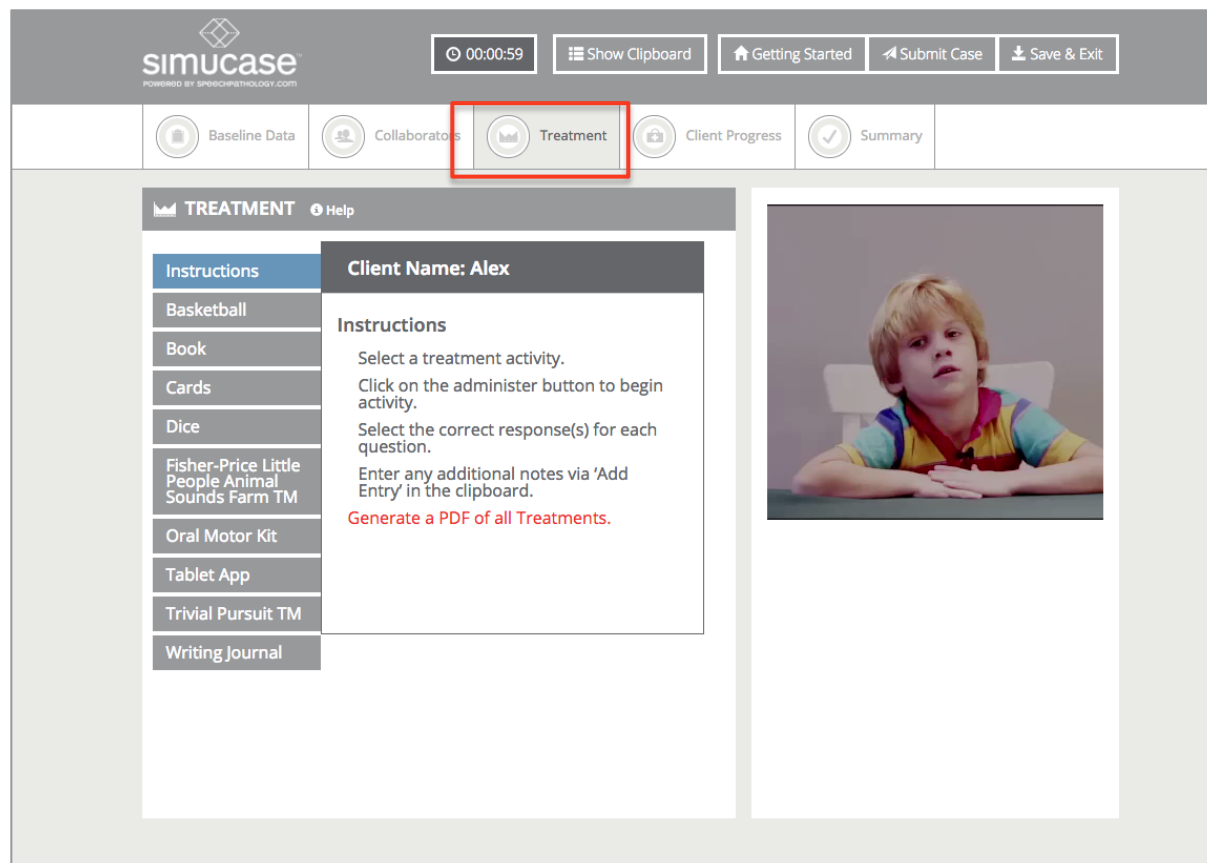 simucase™
POWERED BY SPEECHPATHOLOGY.COM
00:00:59
Show Clipboard
Getting Started
Submit Case
Save & Exit
Baseline Data
Collaborators
Treatment
Client Progress
Summary
TREATMENT Help
Instructions
Basketball
Book
Cards
Dice
Fisher-Price Little
People Animal
Sounds Farm TM
Oral Motor Kit
Tablet App
Trivial Pursuit TM
Writing Journal
Client Name: Alex
Instructions
Select a treatment activity.
Click on the administer button to begin
activity.
Select the correct response(s) for each
question.
Enter any additional notes via ‘Add
Entry’ in the clipboard.
Generate a PDF of all Treatments.